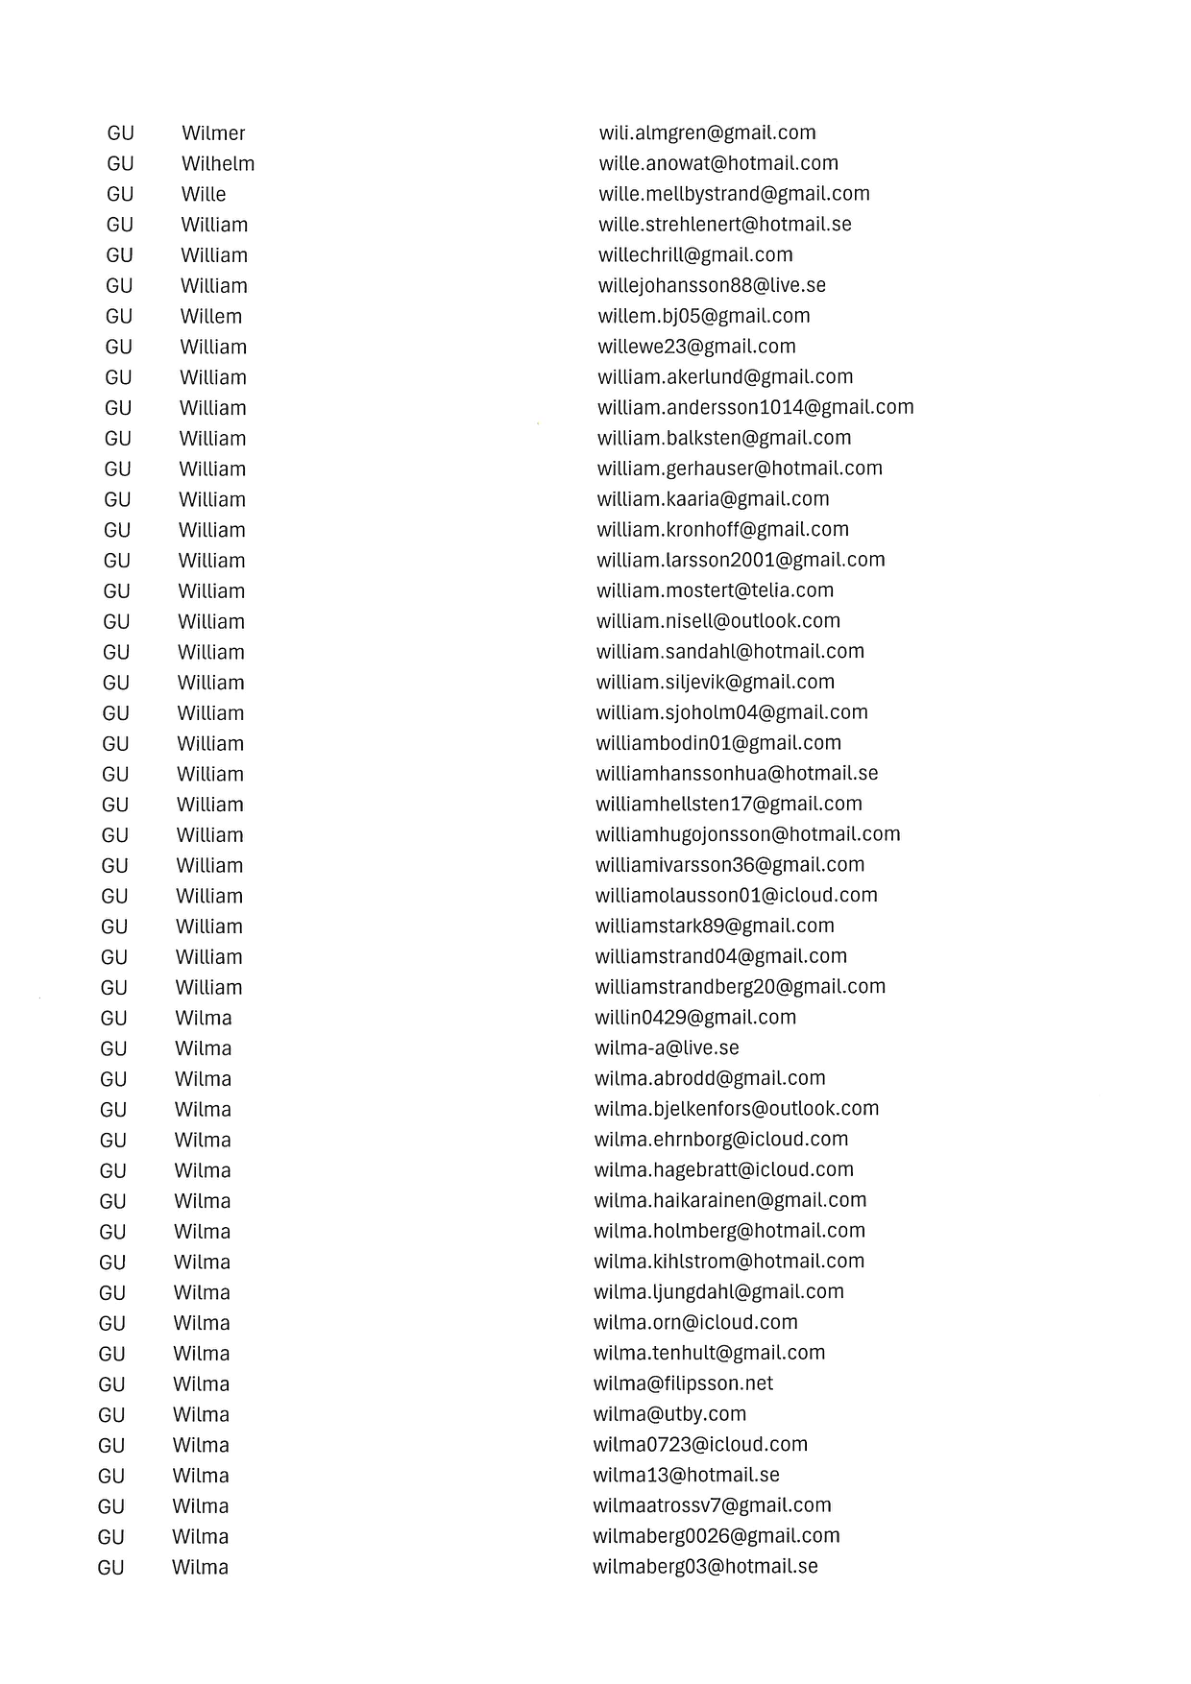 GU Wilmer wili.almgren@gmail.com
GU Wilhelm wille.anowat@hotmail.com
GU Wille wille.mellbystrand@gmail.com
GU William wille.strehlenert@hotmail.se
GU William willechrill@gmail.com
GU William willejohansson88@live.se
GU Willem willem.bj05@gmail.com
GU William willewe23@gmail.com
GU William william.akerlund@gmail.com
GU William william.andersson1014@gmail.com
GU William william.balksten@gmail.com
GU William william.gerhauser@hotmail.com
GU William william.kaaria@gmail.com
GU William william.kronhoff@gmail.com
GU William william.larsson2001@gmail.com
GU William william.mostert@telia.com
GU William william.nisell@outlook.com
GU William william.sandahl@hotmail.com
GU William william.siljevik@gmail.com
GU William william.sjoholm04@gmail.com
GU William williambodin01@gmail.com
GU William williamhanssonhua@hotmail.se
GU William williamhellsten17@gmail.com
GU William williamhugojonsson@hotmail.com
GU William williamivarsson36@gmail.com
GU William williamolausson01@icloud.com
GU William williamstark89@gmail.com
GU William williamstrand04@gmail.com
GU William williamstrandberg20@gmail.com
GU Wilma willin0429@gmail.com
GU Wilma wilma-a@live.se
GU Wilma wilma.abrodd@gmail.com
GU Wilma wilma.bjelkenfors@outlook.com
GU Wilma wilma.ehrnborg@icloud.com
GU Wilma wilma.hagebratt@icloud.com
GU Wilma wilma.haikarainen@gmail.com
GU Wilma wilma.holmberg@hotmail.com
GU Wilma wilma.kihlstrom@hotmail.com
GU Wilma wilma.ljungdahl@gmail.com
GU Wilma wilma.orn@icloud.com
GU Wilma wilma.tenhult@gmail.com
GU Wilma wilma@filipsson.net
GU Wilma wilma@utby.com
GU Wilma wilma0723@icloud.com
GU Wilma wilma13@hotmail.se
GU Wilma wilmaatrossv7@gmail.com
GU Wilma wilmaberg0026@gmail.com
GU Wilma wilmaberg03@hotmail.se